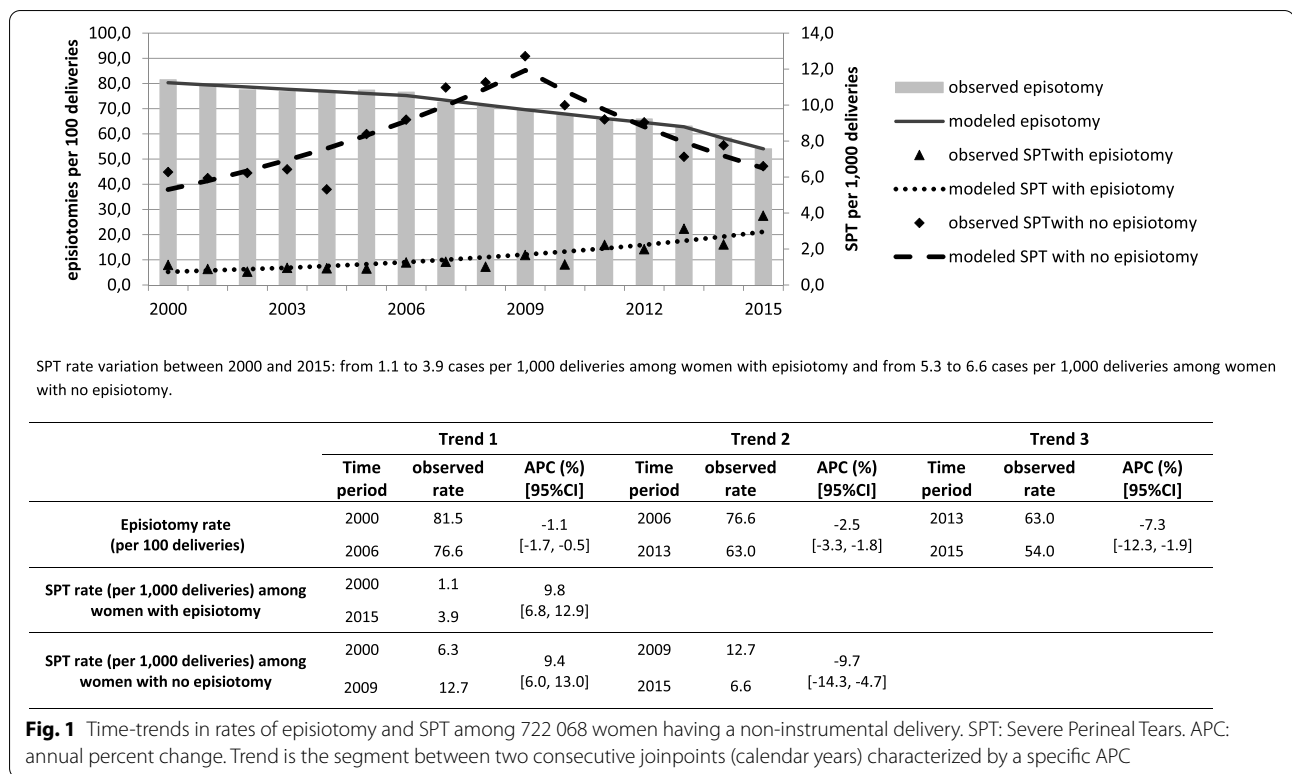 100,0
90,0
80,0
70,0
60,0
50,0
40,0
30,0
20,0
10,0
0,0
episiotomies per 100 deliveries
14,0
12,0
10,0
8,0
6,0
4,0
2,0
0,0
SPT per 1,000 deliveries
2000 2003 2006 2009 2012 2015
observed episotomy
modeled episotomy
observed SPTwith episiotomy
modeled SPT with episiotomy
observed SPTwith no episiotomy
modeled SPT with no episiotomy
SPT rate variation between 2000 and 2015: from 1.1 to 3.9 cases per 1,000 deliveries among women with episiotomy and from 5.3 to 6.6 cases per 1,000 deliveries among women
with no episiotomy.
Trend 1 Trend 2 Trend 3
Time observed APC (%) Time observed APC (%) Time observed APC (%)
period rate [95%CI] period rate [95%CI] period rate [95%CI]
Episiotomy rate
(per 100 deliveries)
2000 81.5 2006 76.6 2013 63.0
-1.1 -2.5 -7.3
[-1.7, -0.5] [-3.3, -1.8] [-12.3, -1.9]
2006 76.6 2013 63.0 2015 54.0
SPT rate (per 1,000 deliveries) among
women with episiotomy
2000 1.1
9.8
[6.8, 12.9]
2015 3.9
SPT rate (per 1,000 deliveries) among
women with no episiotomy
2000 6.3 2009 12.7
9.4 -9.7
[6.0, 13.0] [-14.3, -4.7]
2009 12.7 2015 6.6
Fig. 1 Time-trends in rates of episiotomy and SPT among 722 068 women having a non-instrumental delivery. SPT: Severe Perineal Tears. APC:
annual percent change. Trend is the segment between two consecutive joinpoints (calendar years) characterized by a specific APC